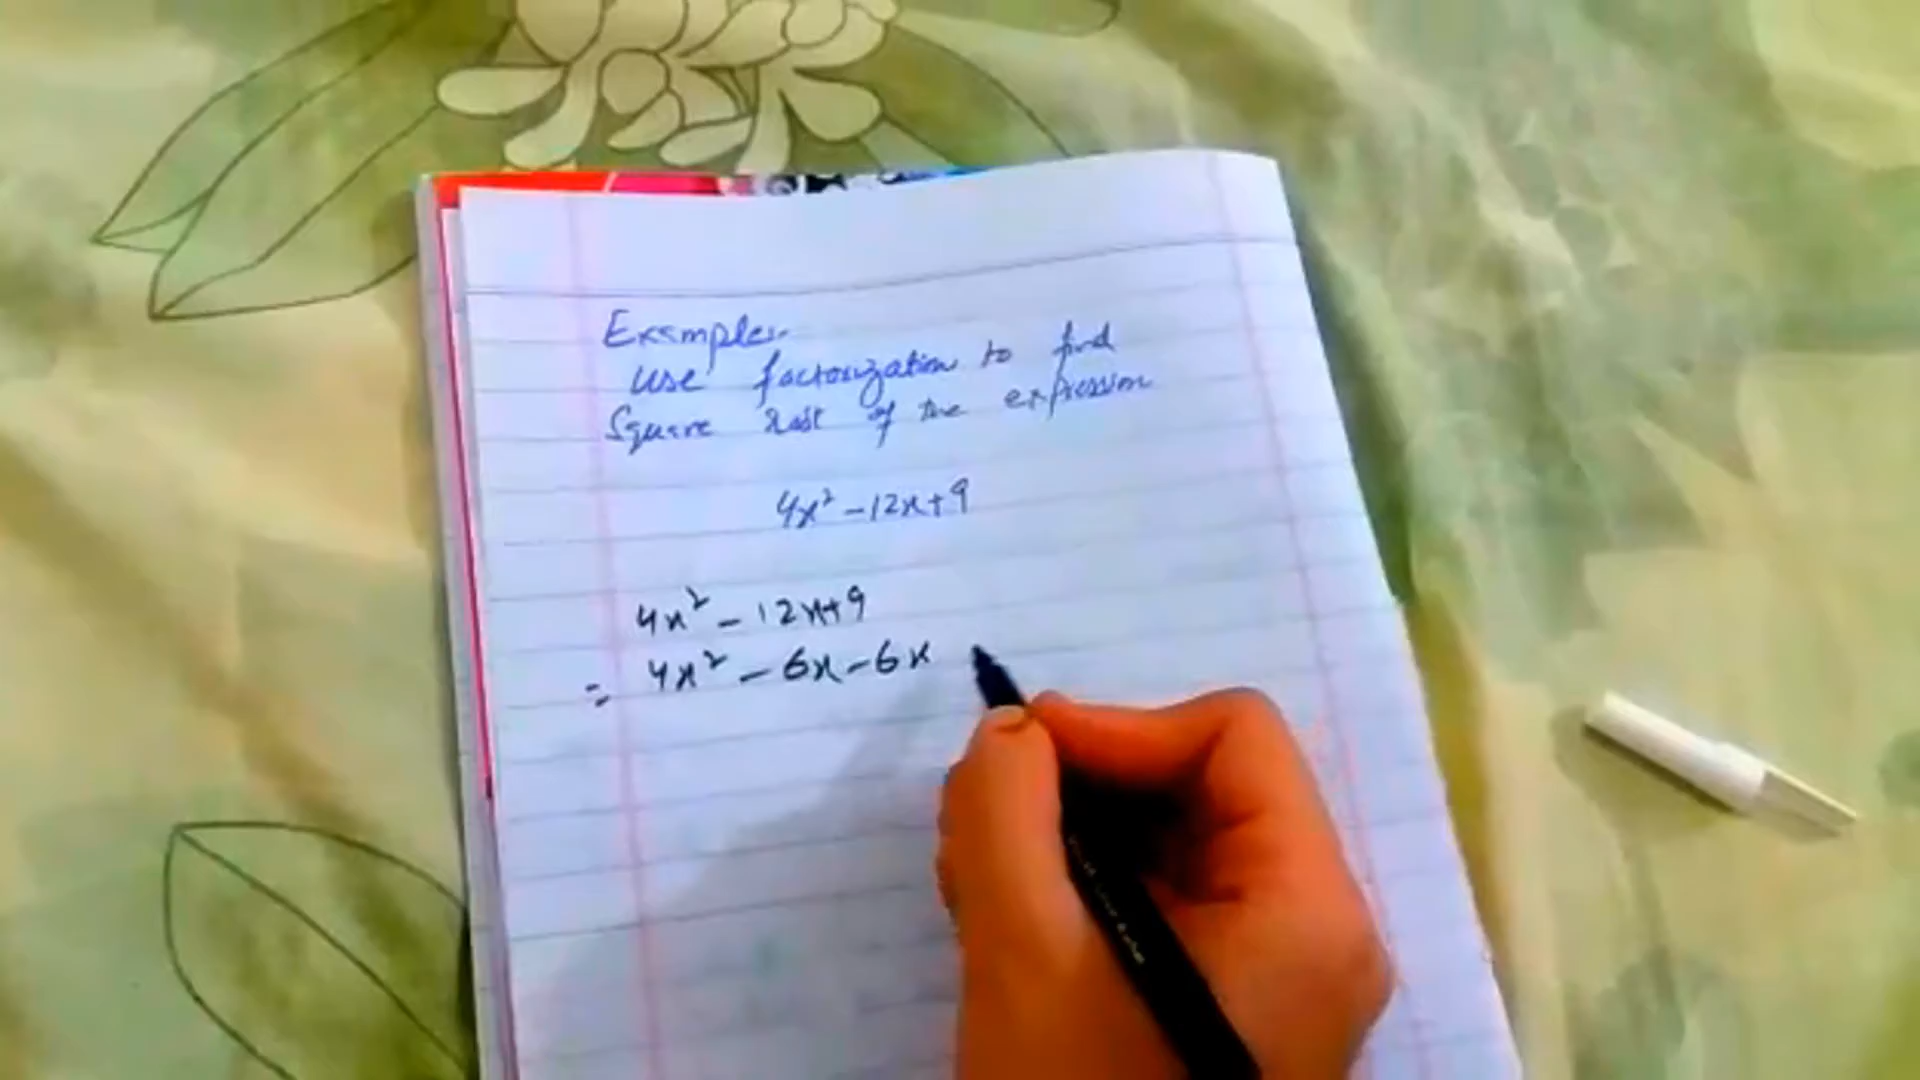 Example:-
use factorization to find
Square root of the expression
4x² - 12x + 9
4x² - 12x + 9
= 4x² - 6x - 6x